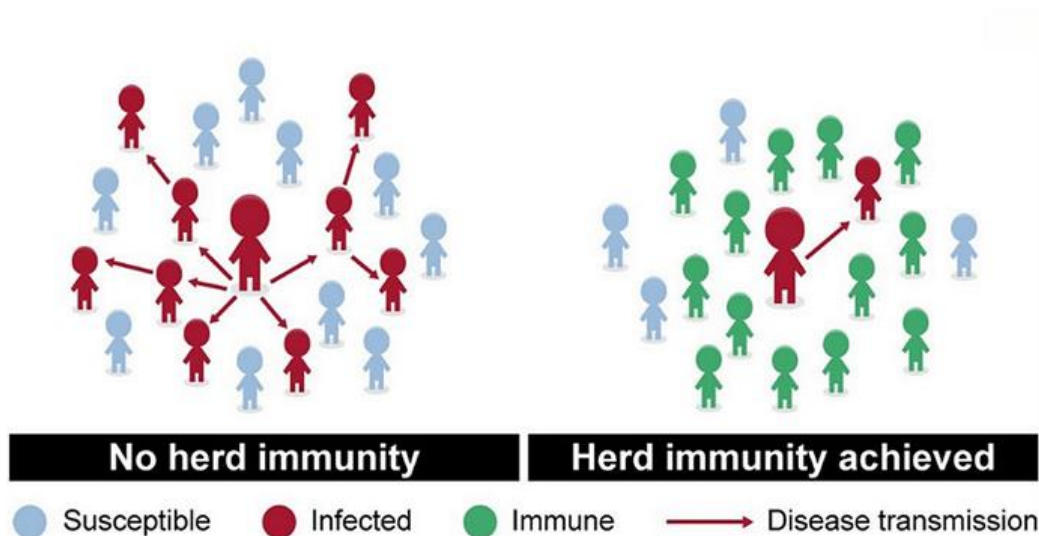 No herd immunity
Herd immunity achieved
Susceptible
Infected
Immune
Disease transmission